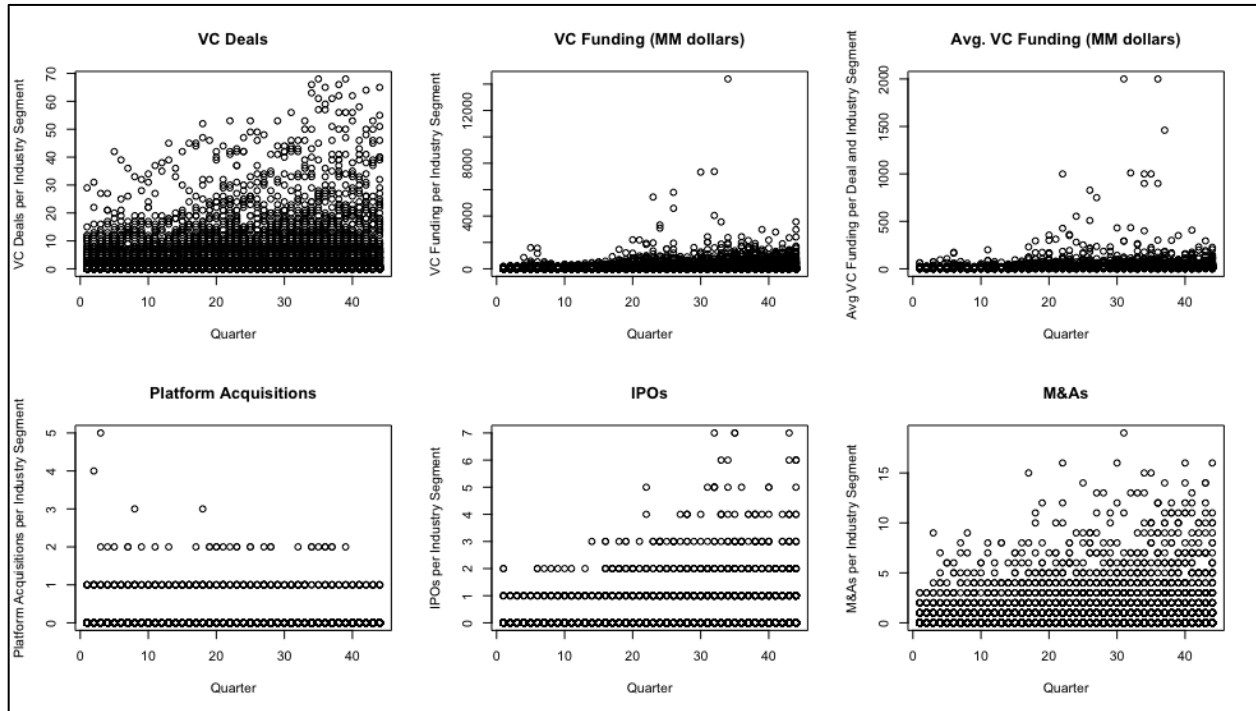 VC Deals
VC Deals per Industry Segment
0 10 20 30 40 50 60 70
0 10 20 30 40
Quarter
VC Funding (MM dollars)
VC Funding per Industry Segment
0 4000 8000 12000
0 10 20 30 40
Quarter
Avg. VC Funding (MM dollars)
Avg VC Funding per Deal and Industry Segment
0 500 1000 1500 2000
0 10 20 30 40
Quarter
Platform Acquisitions
Platform Acquisitions per Industry Segment
0 1 2 3 4 5
0 10 20 30 40
Quarter
IPOs
IPOs per Industry Segment
0 1 2 3 4 5 6 7
0 10 20 30 40
Quarter
M&As
M&As per Industry Segment
0 5 10 15
0 10 20 30 40
Quarter